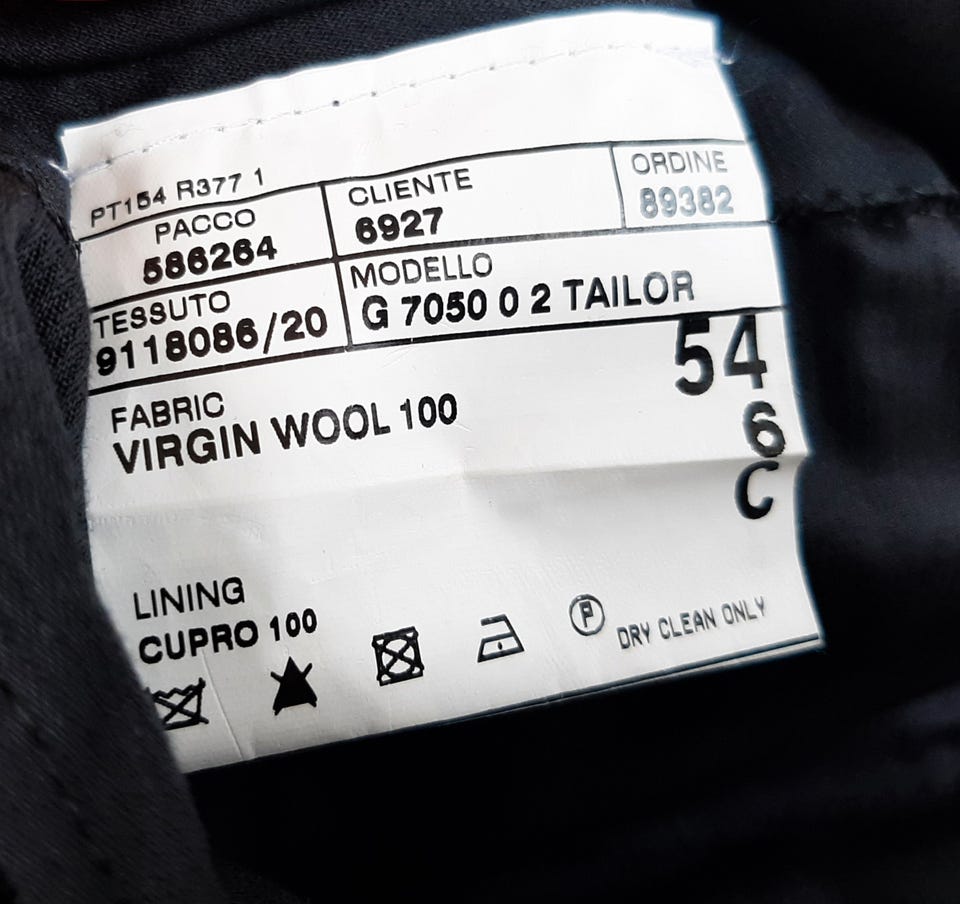 PT154 R377 1
PACCO
586264
CLIENTE
6927
ORDINE
89382
TESSUTO
9118086/20
MODELLO
G 7050 0 2 TAILOR
54
6
C
FABRIC
VIRGIN WOOL 100
LINING
CUPRO 100
P
DRY CLEAN ONLY